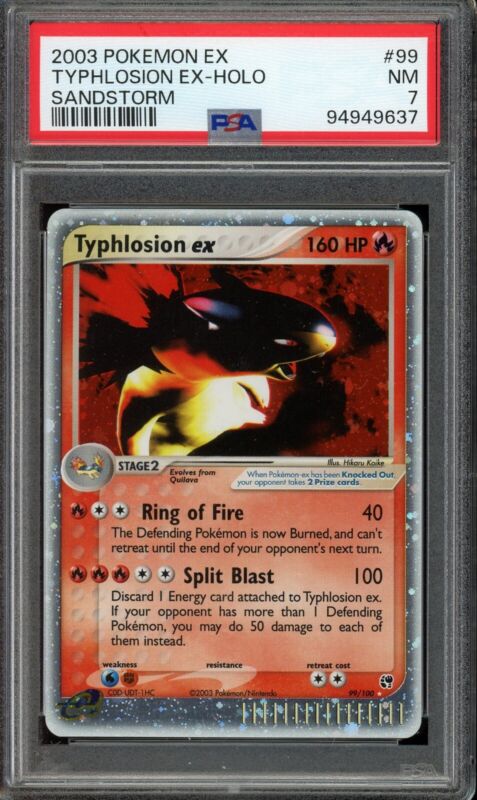 2003 POKEMON EX #99
TYPHLOSION EX-HOLO NM
SANDSTORM 7
PSA 94949637
Typhlosion ex 160 HP
Illus. Hikaru Koike
STAGE2
Evolves from
Quilava
When Pokémon-ex has been Knocked Out,
your opponent takes 2 Prize cards.
Ring of Fire 40
The Defending Pokémon is now Burned, and can't
retreat until the end of your opponent's next turn.
Split Blast 100
Discard 1 Energy card attached to Typhlosion ex.
If your opponent has more than 1 Defending
Pokémon, you may do 50 damage to each of
them instead.
weakness resistance retreat cost
C0D-UDT-1HC ©2003 Pokémon/Nintendo 99/100
e
PSA